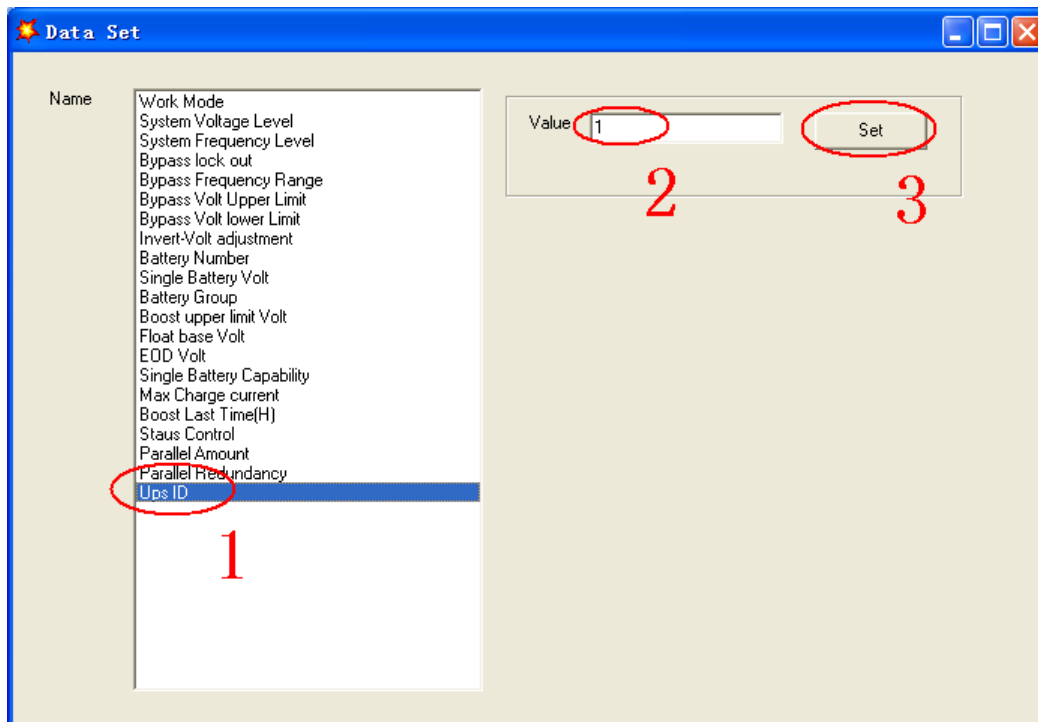 Data Set
Name
Work Mode
System Voltage Level
System Frequency Level
Bypass lock out
Bypass Frequency Range
Bypass Volt Upper Limit
Bypass Volt lower Limit
Invert-Volt adjustment
Battery Number
Single Battery Volt
Battery Group
Boost upper limit Volt
Float base Volt
EOD Volt
Single Battery Capability
Max Charge current
Boost Last Time(H)
Staus Control
Parallel Amount
Parallel Redundancy
Ups ID
1
Value 1
Set
2
3